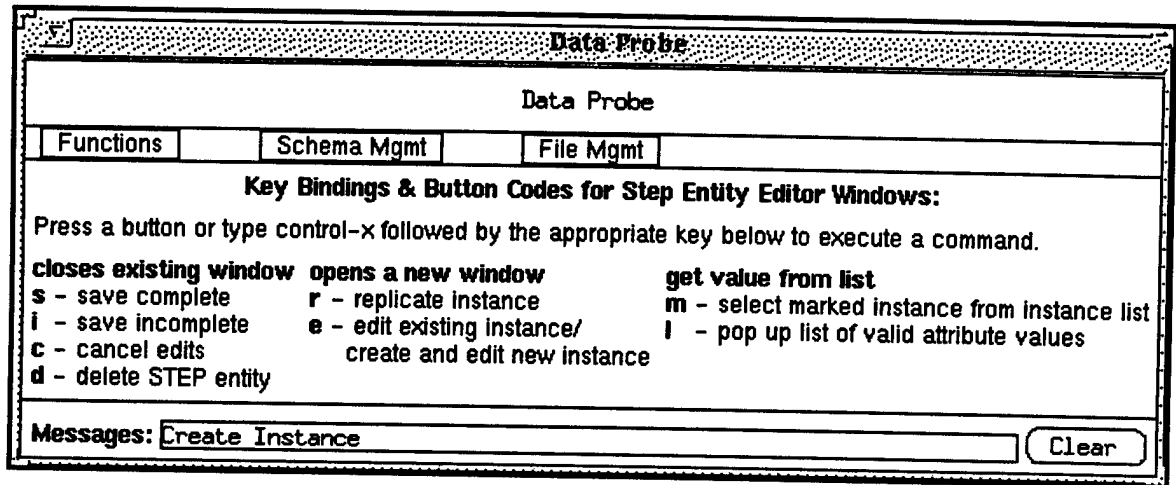 Data Probe
Data Probe
Functions Schema Mgmt File Mgmt
Key Bindings & Button Codes for Step Entity Editor Windows:
Press a button or type control-x followed by the appropriate key below to execute a command.
closes existing window opens a new window get value from list
s - save complete r - replicate instance m - select marked instance from instance list
i - save incomplete e - edit existing instance/ l - pop up list of valid attribute values
c - cancel edits create and edit new instance
d - delete STEP entity
Messages: Create Instance Clear